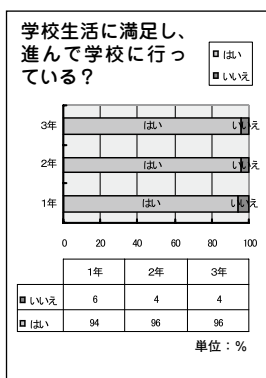 学校生活に満足し、
進んで学校に行っ
ている？
はい
いいえ
3年 はい いいえ
2年 はい いいえ
1年 はい いいえ
0 20 40 60 80 100
1年 2年 3年
いいえ 6 4 4
はい 94 96 96
単位：%